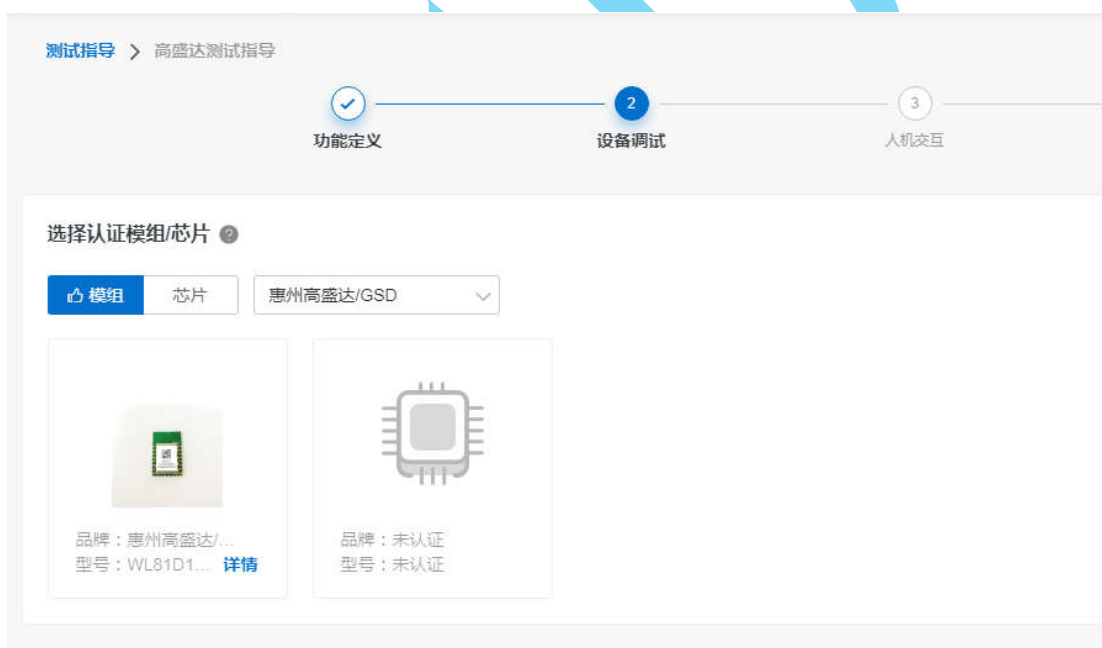 测试指导 > 高盛达测试指导
2
3
功能定义
设备调试
人机交互
选择认证模组/芯片 ?
模组
芯片
惠州高盛达/GSD
品牌：惠州高盛达/...
型号：WL81D1... 详情
品牌：未认证
型号：未认证